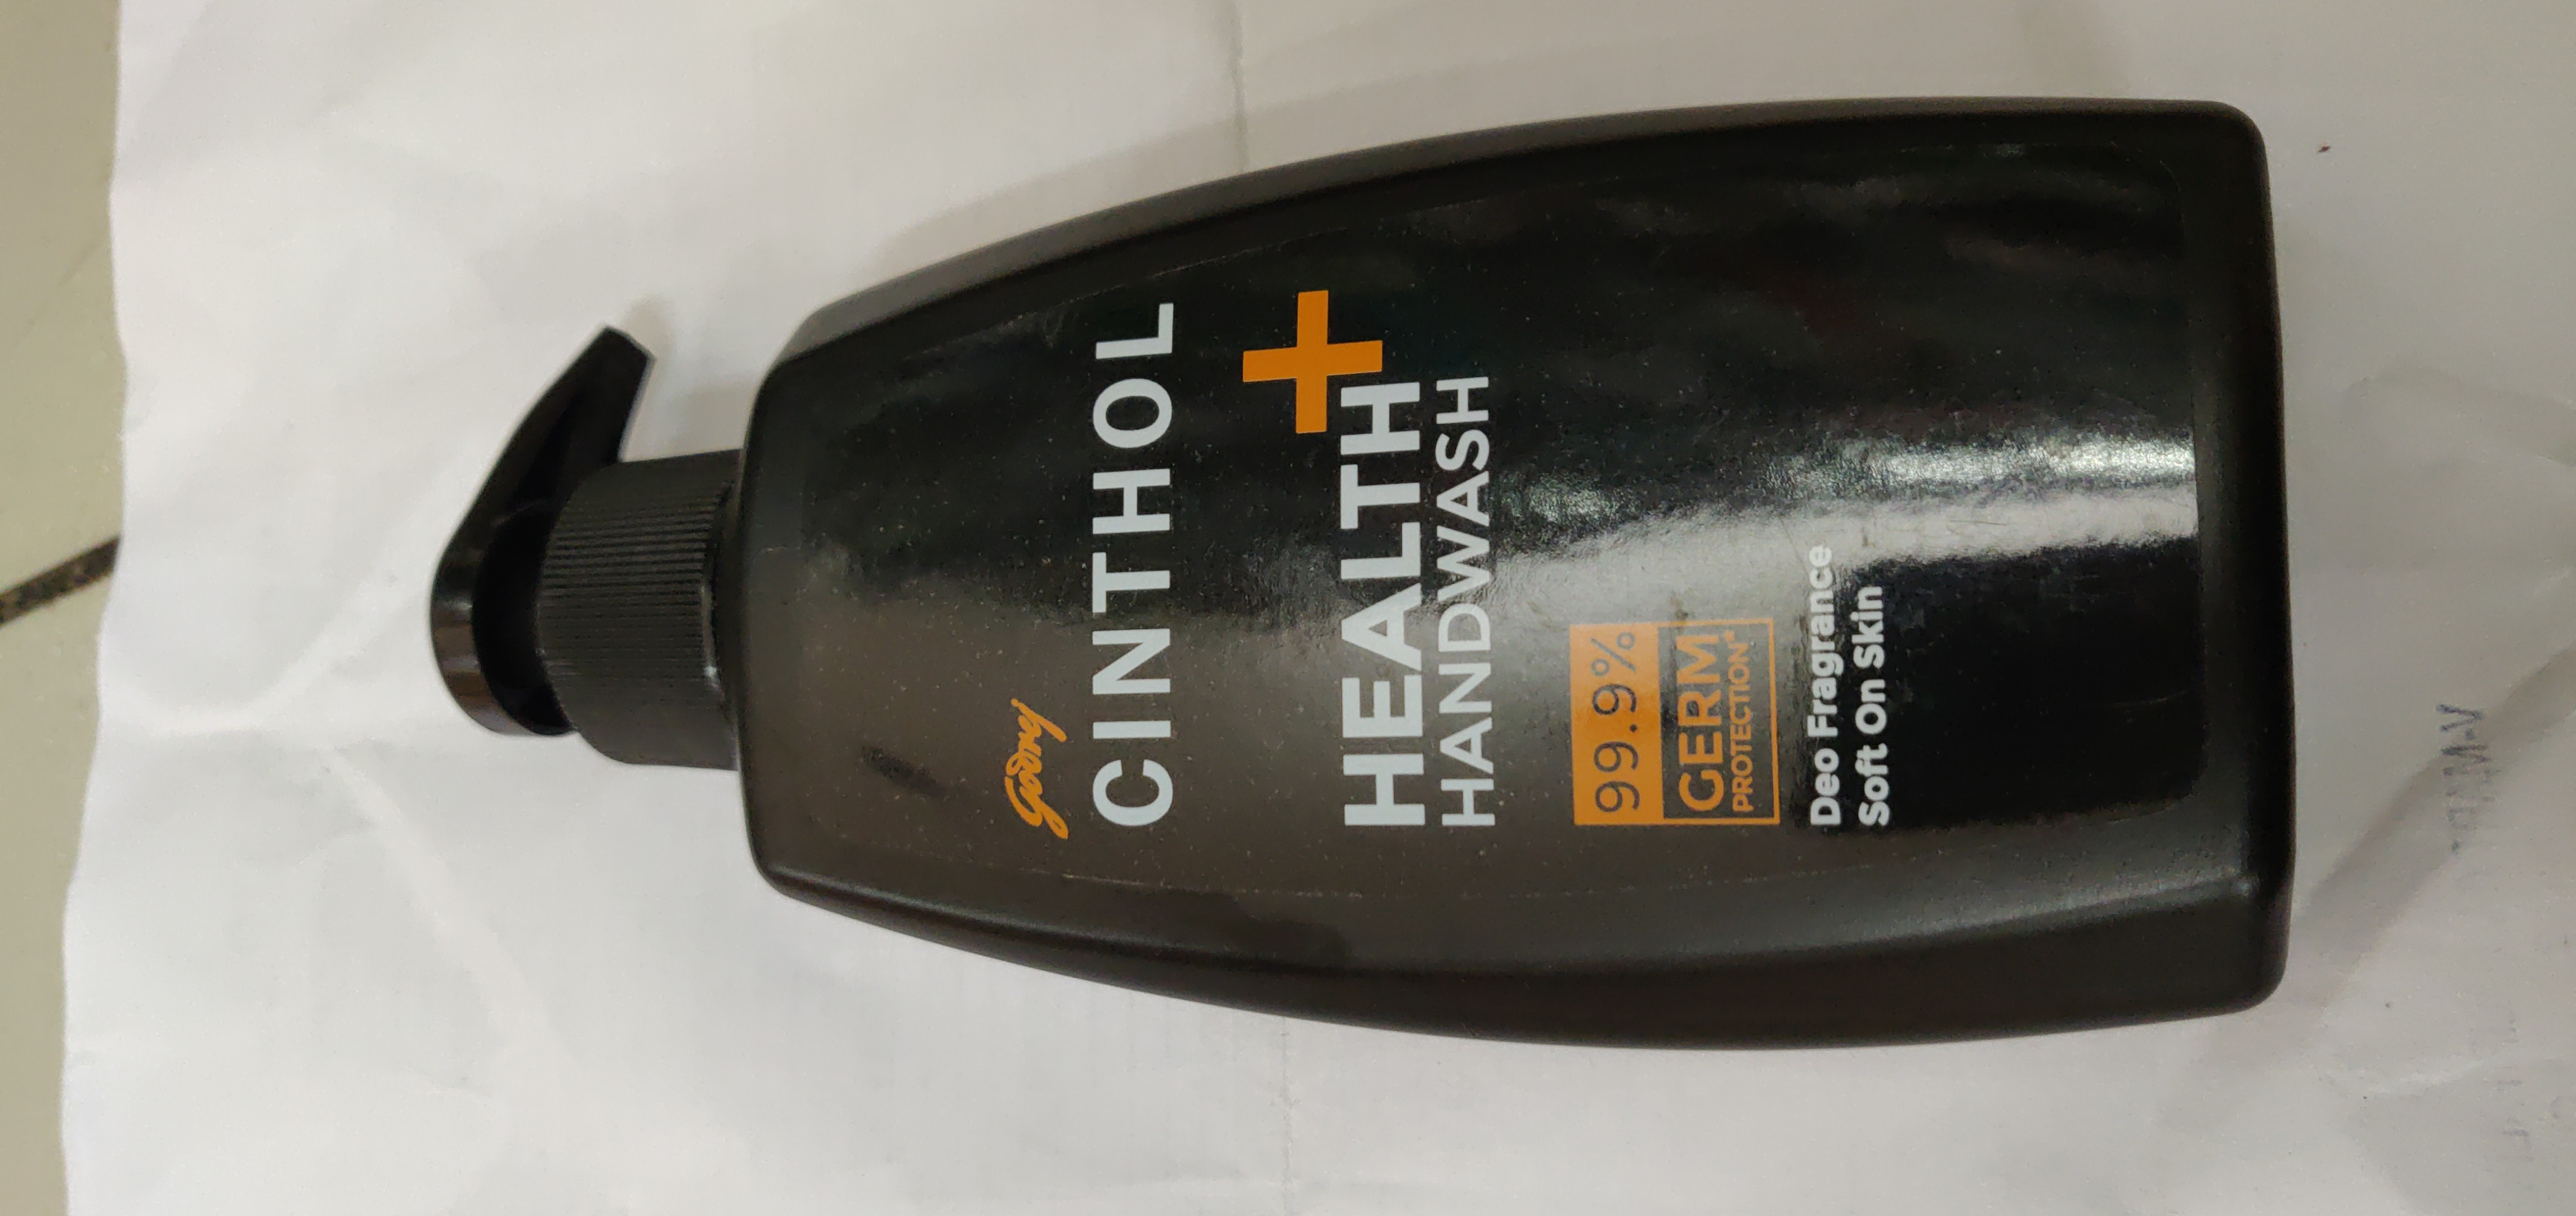 Godrej
CINTHOL
HEALTH+
HANDWASH
99.9%
GERM
PROTECTION*
Deo Fragrance
Soft On Skin